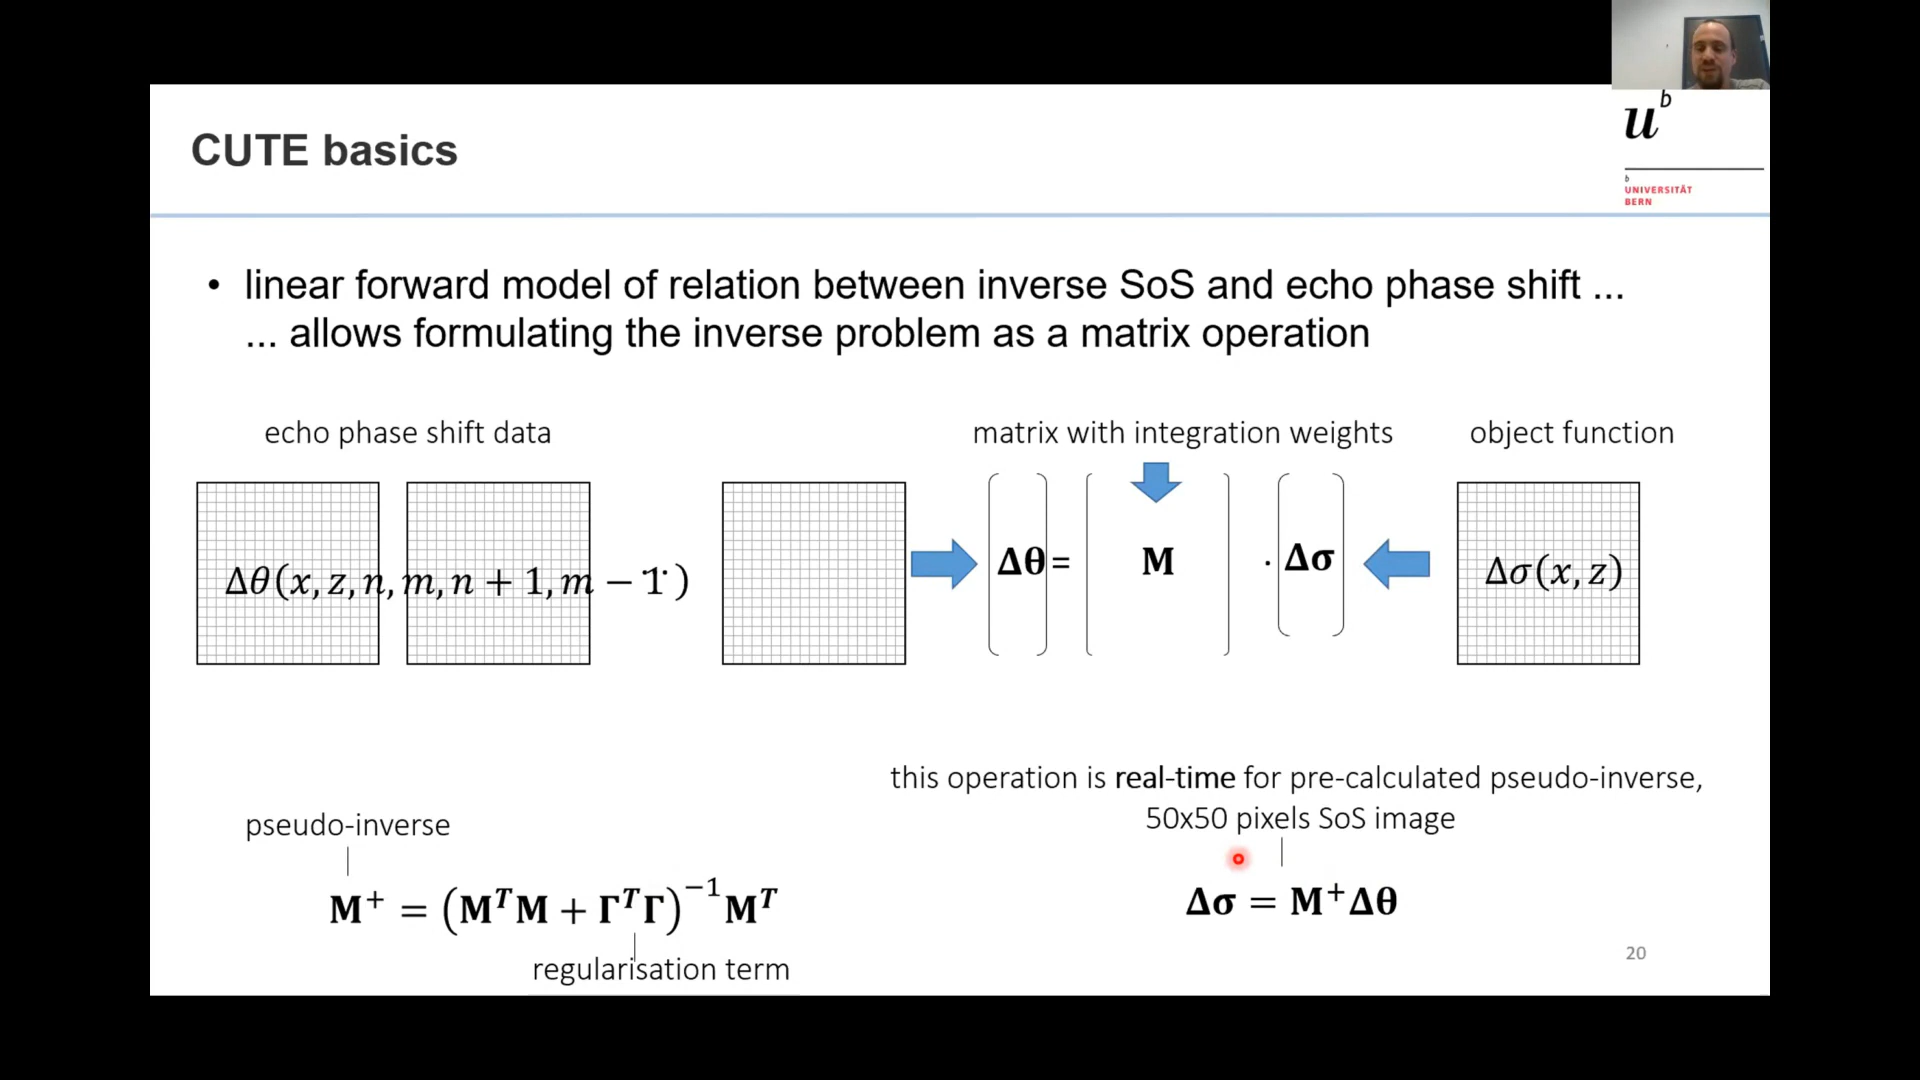 u^b
CUTE basics
b
UNIVERSITÄT
BERN
• linear forward model of relation between inverse SoS and echo phase shift ...
... allows formulating the inverse problem as a matrix operation
echo phase shift data
matrix with integration weights
object function
Δθ(x, z, n, m, n + 1, m − 1)
Δθ = M · Δσ
Δσ(x, z)
this operation is real-time for pre-calculated pseudo-inverse,
50x50 pixels SoS image
pseudo-inverse
M⁺ = (MᵀM + ΓᵀΓ)⁻¹Mᵀ
Δσ = M⁺Δθ
regularisation term
20